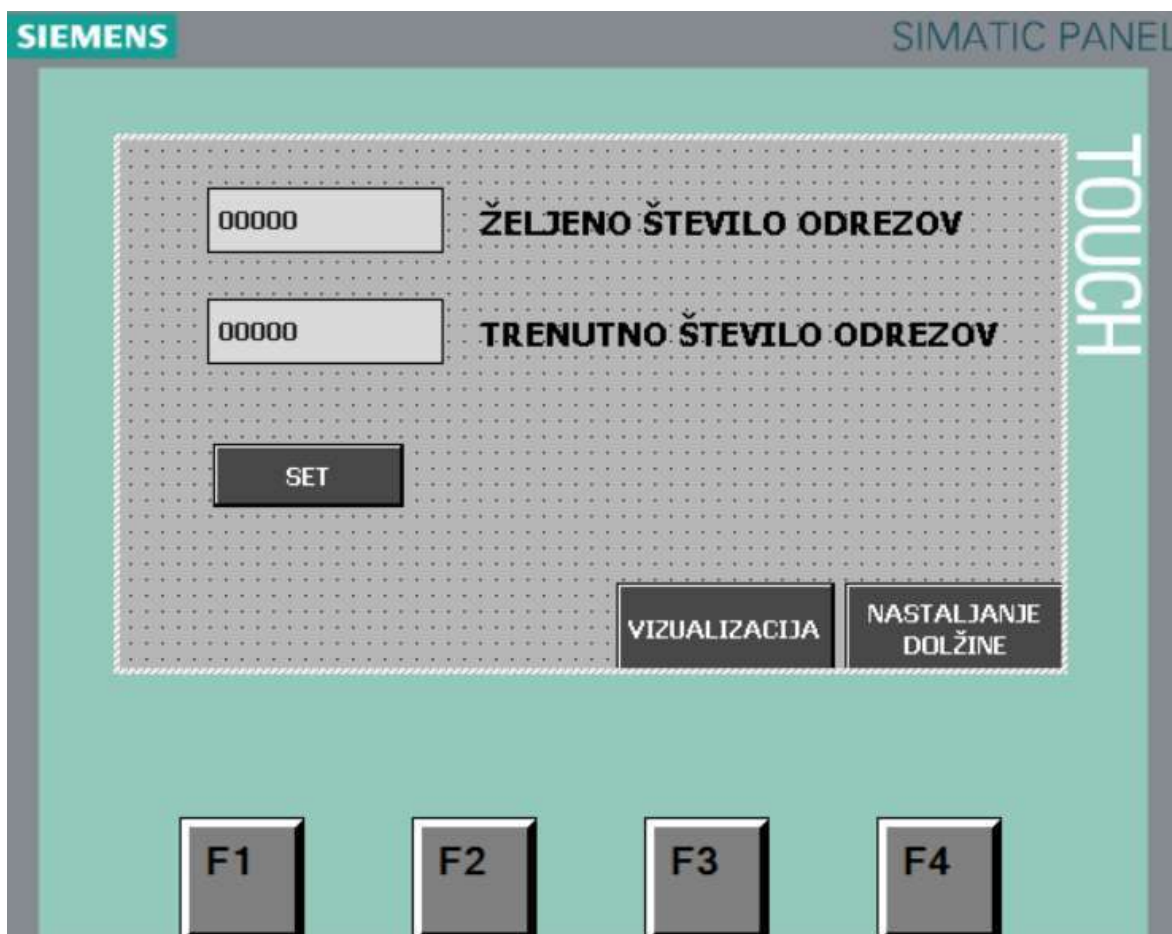 SIEMENS
SIMATIC PANEL
TOUCH
00000
ŽELJENO ŠTEVILO ODREZOV
00000
TRENUTNO ŠTEVILO ODREZOV
SET
VIZUALIZACIJA
NASTALJANJE
DOLŽINE
F1
F2
F3
F4